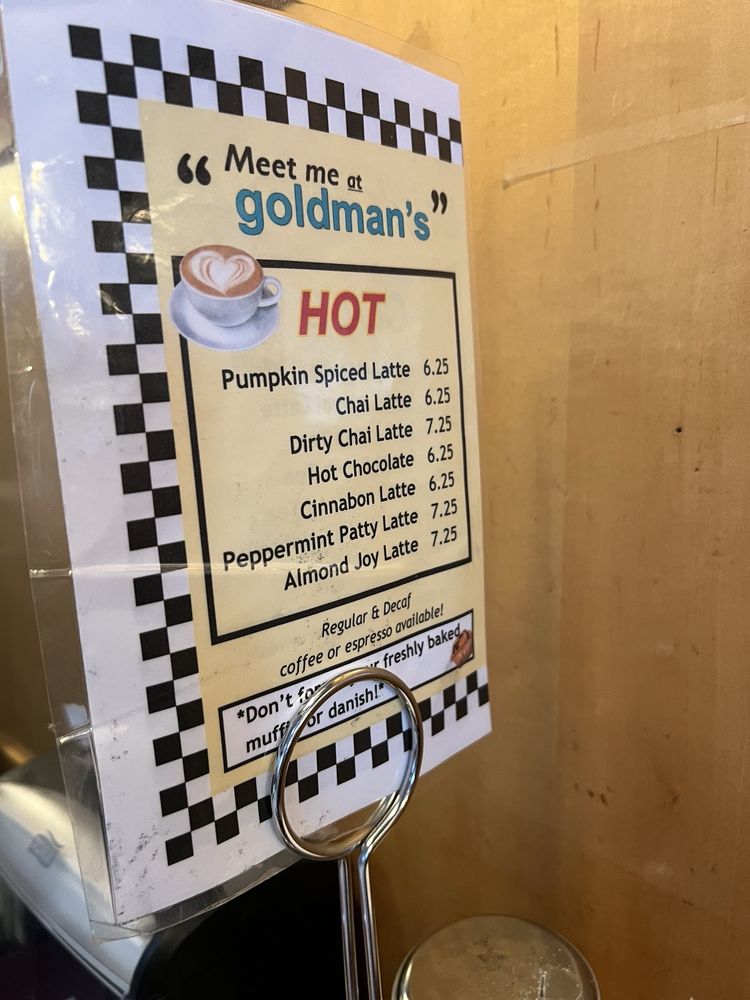 “ Meet me at
goldman's”
HOT
Pumpkin Spiced Latte 6.25
Chai Latte 6.25
Dirty Chai Latte 7.25
Hot Chocolate 6.25
Cinnabon Latte 6.25
Peppermint Patty Latte 7.25
Almond Joy Latte 7.25
Regular & Decaf
coffee or espresso available!
*Don't freshly baked
or danish!*